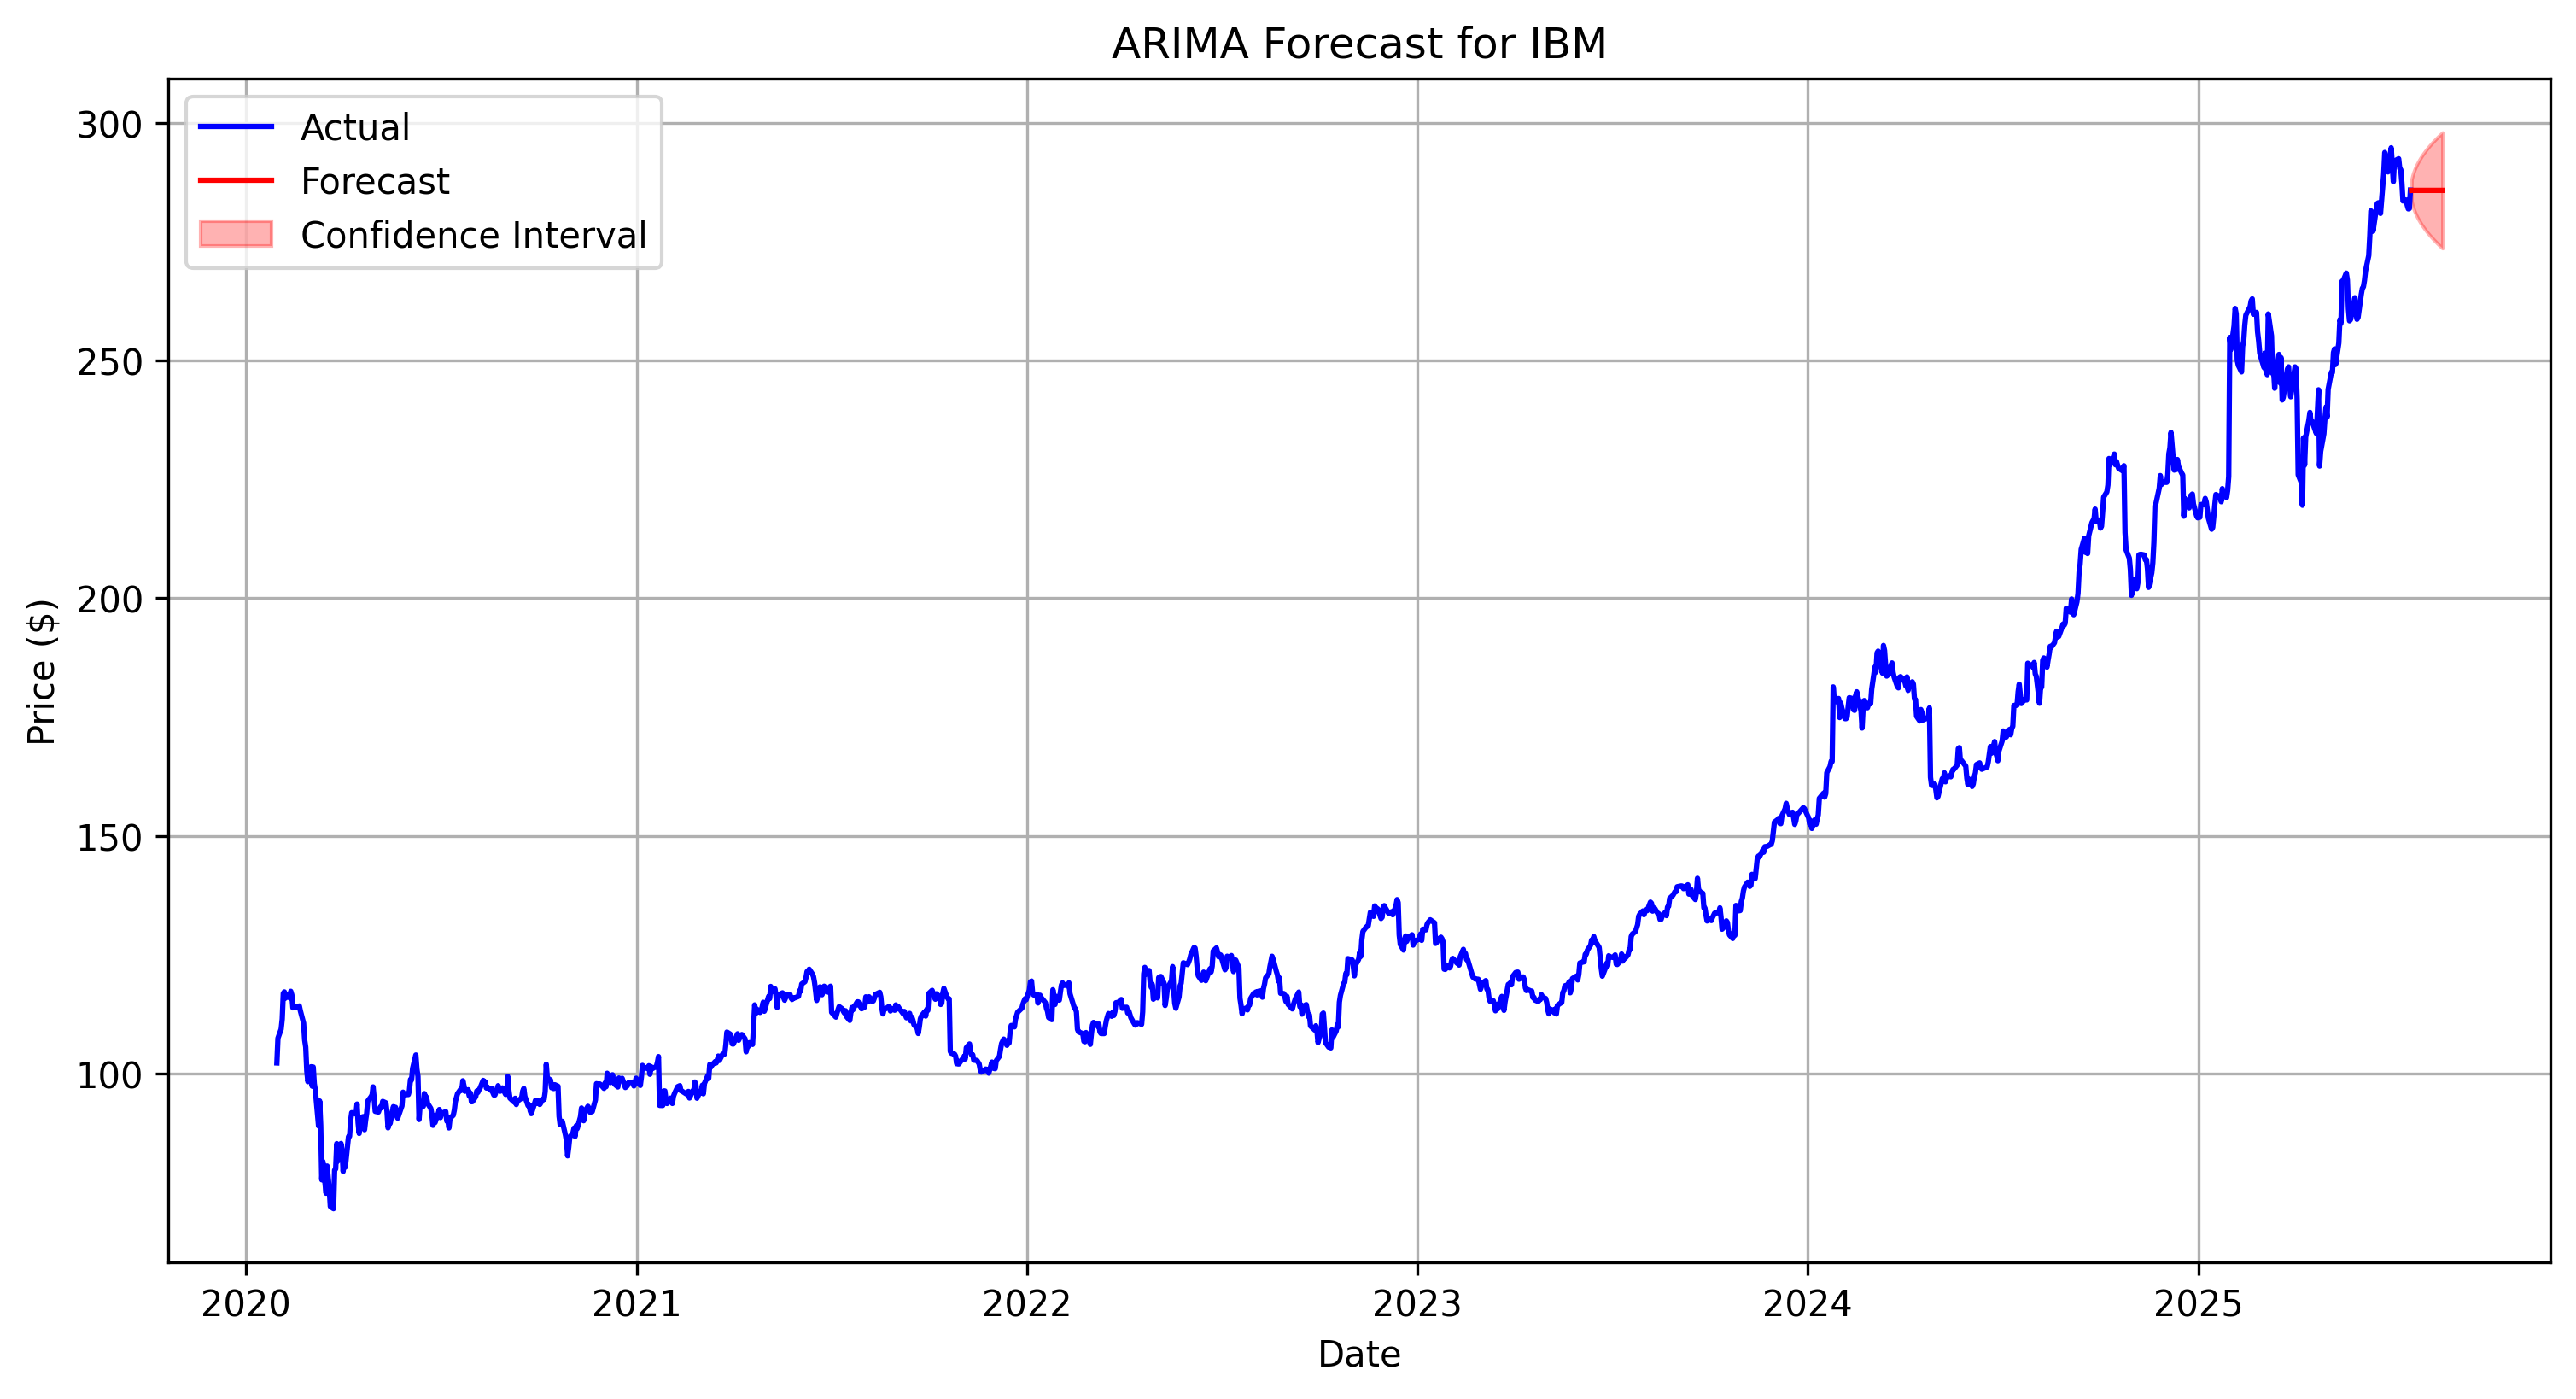 ARIMA Forecast for IBM
Actual
Forecast
Confidence Interval
300
250
200
150
100
Price ($)
2020 2021 2022 2023 2024 2025
Date